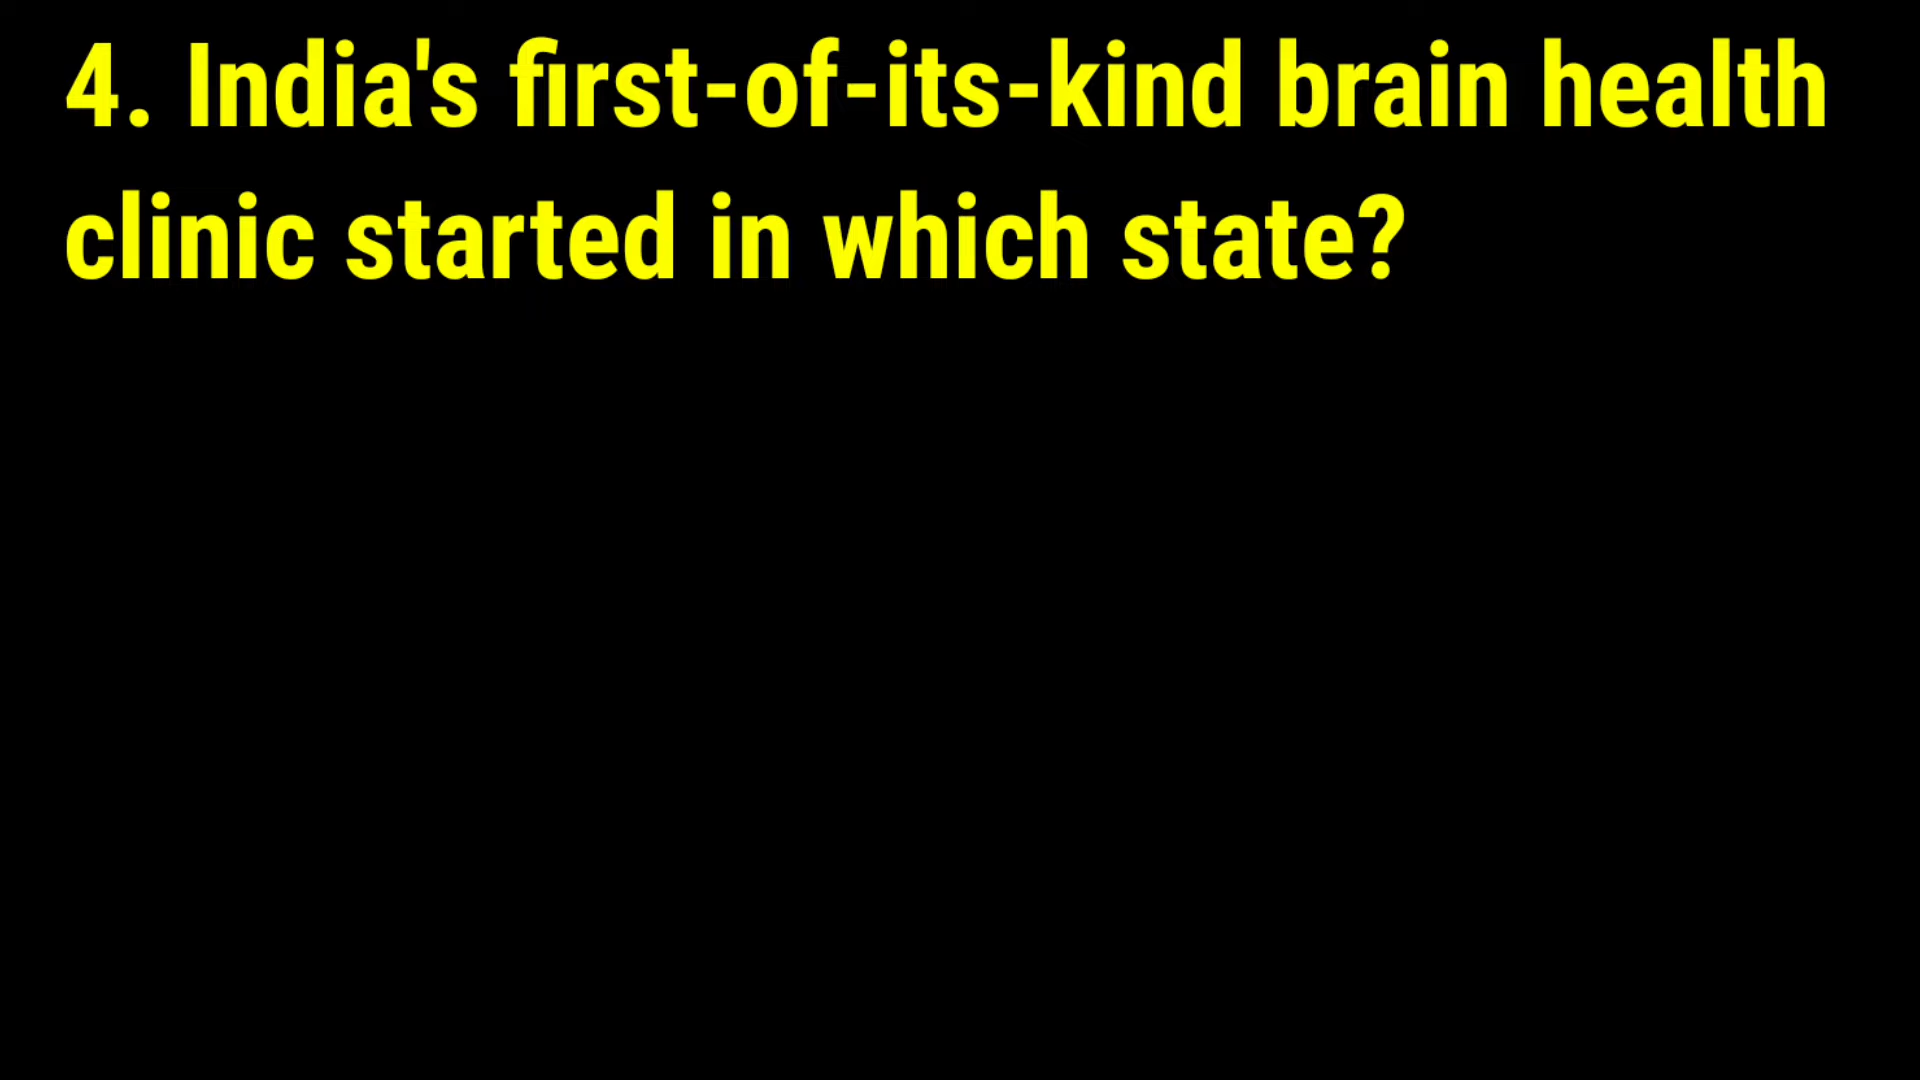 4. India's first-of-its-kind brain health
clinic started in which state?